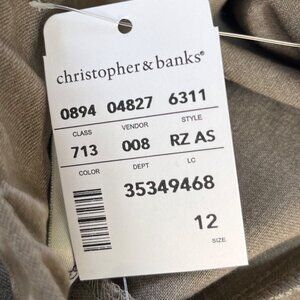 christopher & banks®
0894 04827 6311
CLASS VENDOR STYLE
713 008 RZ AS
COLOR DEPT LC
35349468
12
SIZE